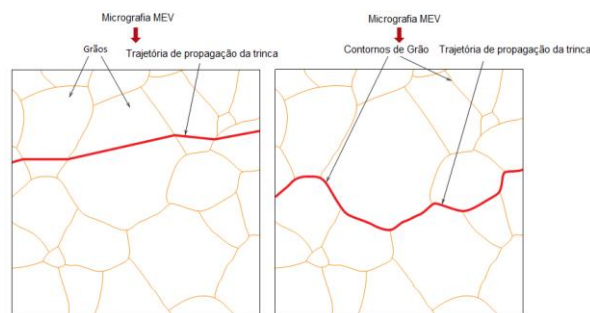 Micrografia MEV
Grãos
Trajetória de propagação da trinca
Micrografia MEV
Contornos de Grão
Trajetória de propagação da trinca